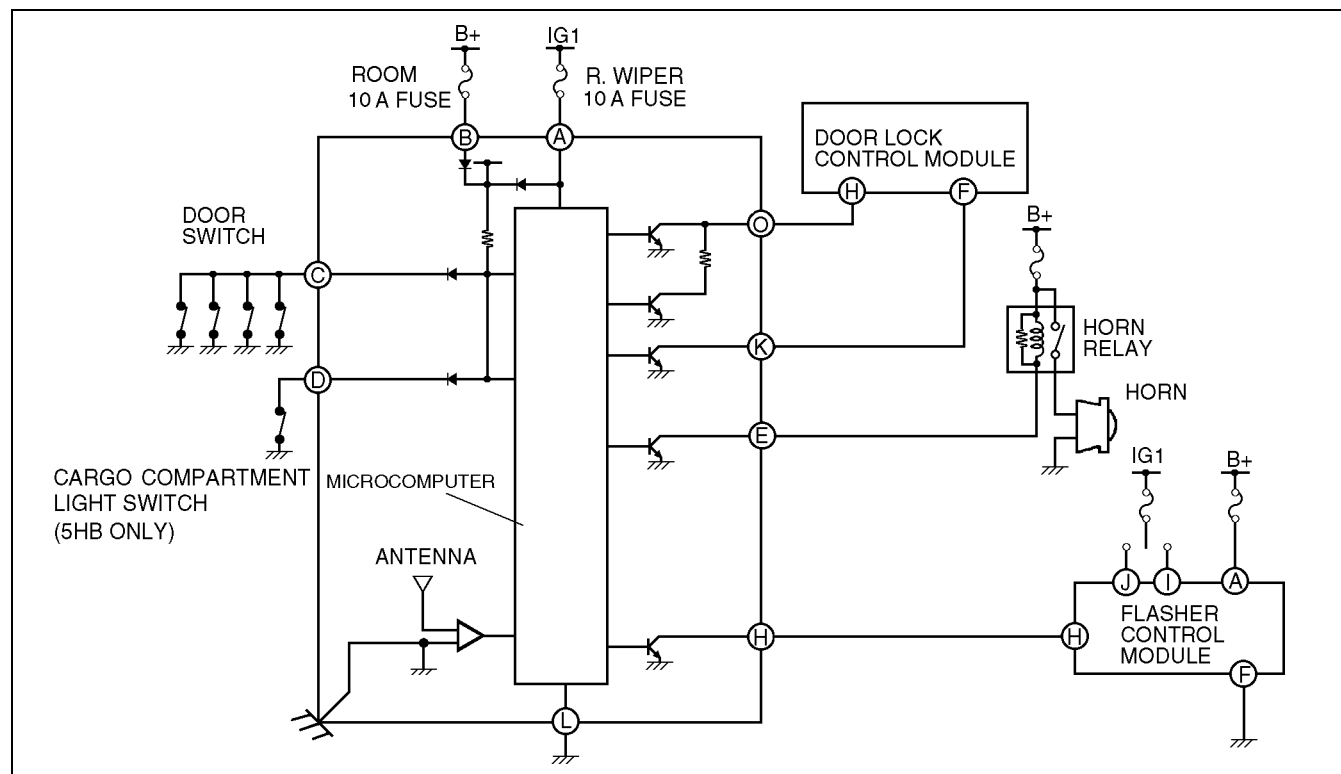 B+
IG1
ROOM
10 A FUSE
R. WIPER
10 A FUSE
B
A
DOOR LOCK
CONTROL MODULE
H
F
DOOR
SWITCH
O
B+
C
HORN
RELAY
K
D
HORN
E
CARGO COMPARTMENT
LIGHT SWITCH
(5HB ONLY)
MICROCOMPUTER
IG1
B+
ANTENNA
J
I
A
FLASHER
CONTROL
MODULE
H
H
F
L